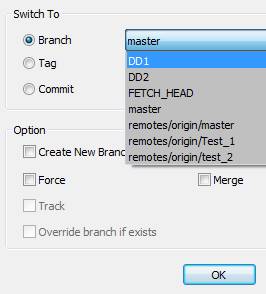 Switch To
Branch
master
Tag
Commit
DD1
DD2
FETCH_HEAD
master
remotes/origin/master
remotes/origin/Test_1
remotes/origin/test_2
Option
Create New Branc
Force
Merge
Track
Override branch if exists
OK